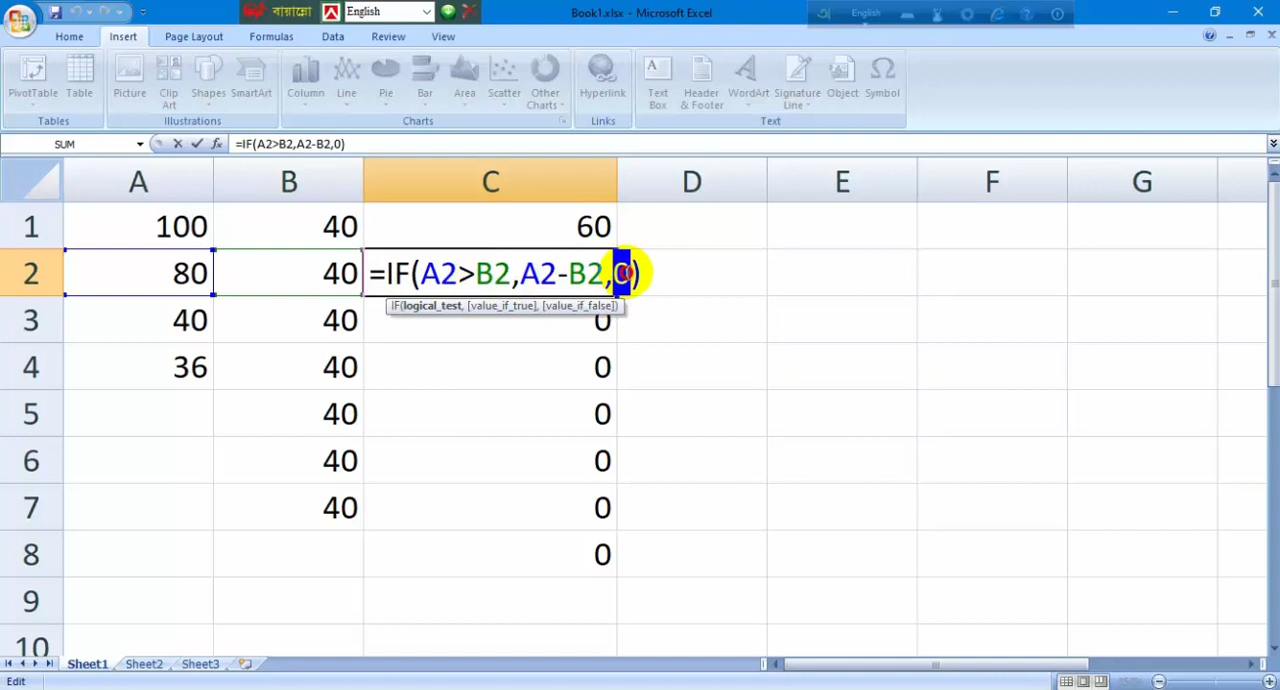 বায়ান্নো English Book1.xlsx - Microsoft Excel English
Home Insert Page Layout Formulas Data Review View
PivotTable Table Picture Clip Art Shapes SmartArt Column Line Pie Bar Area Scatter Other Charts Hyperlink Text Box Header & Footer WordArt Signature Line Object Symbol
Tables Illustrations Charts Links Text
SUM =IF(A2>B2,A2-B2,0)
A B C D E F G
1 100 40 60
2 80 40 =IF(A2>B2,A2-B2,0)
IF(logical_test, [value_if_true], [value_if_false])
3 40 40 0
4 36 40 0
5 40 0
6 40 0
7 40 0
8 0
9
10
Sheet1 Sheet2 Sheet3
Edit